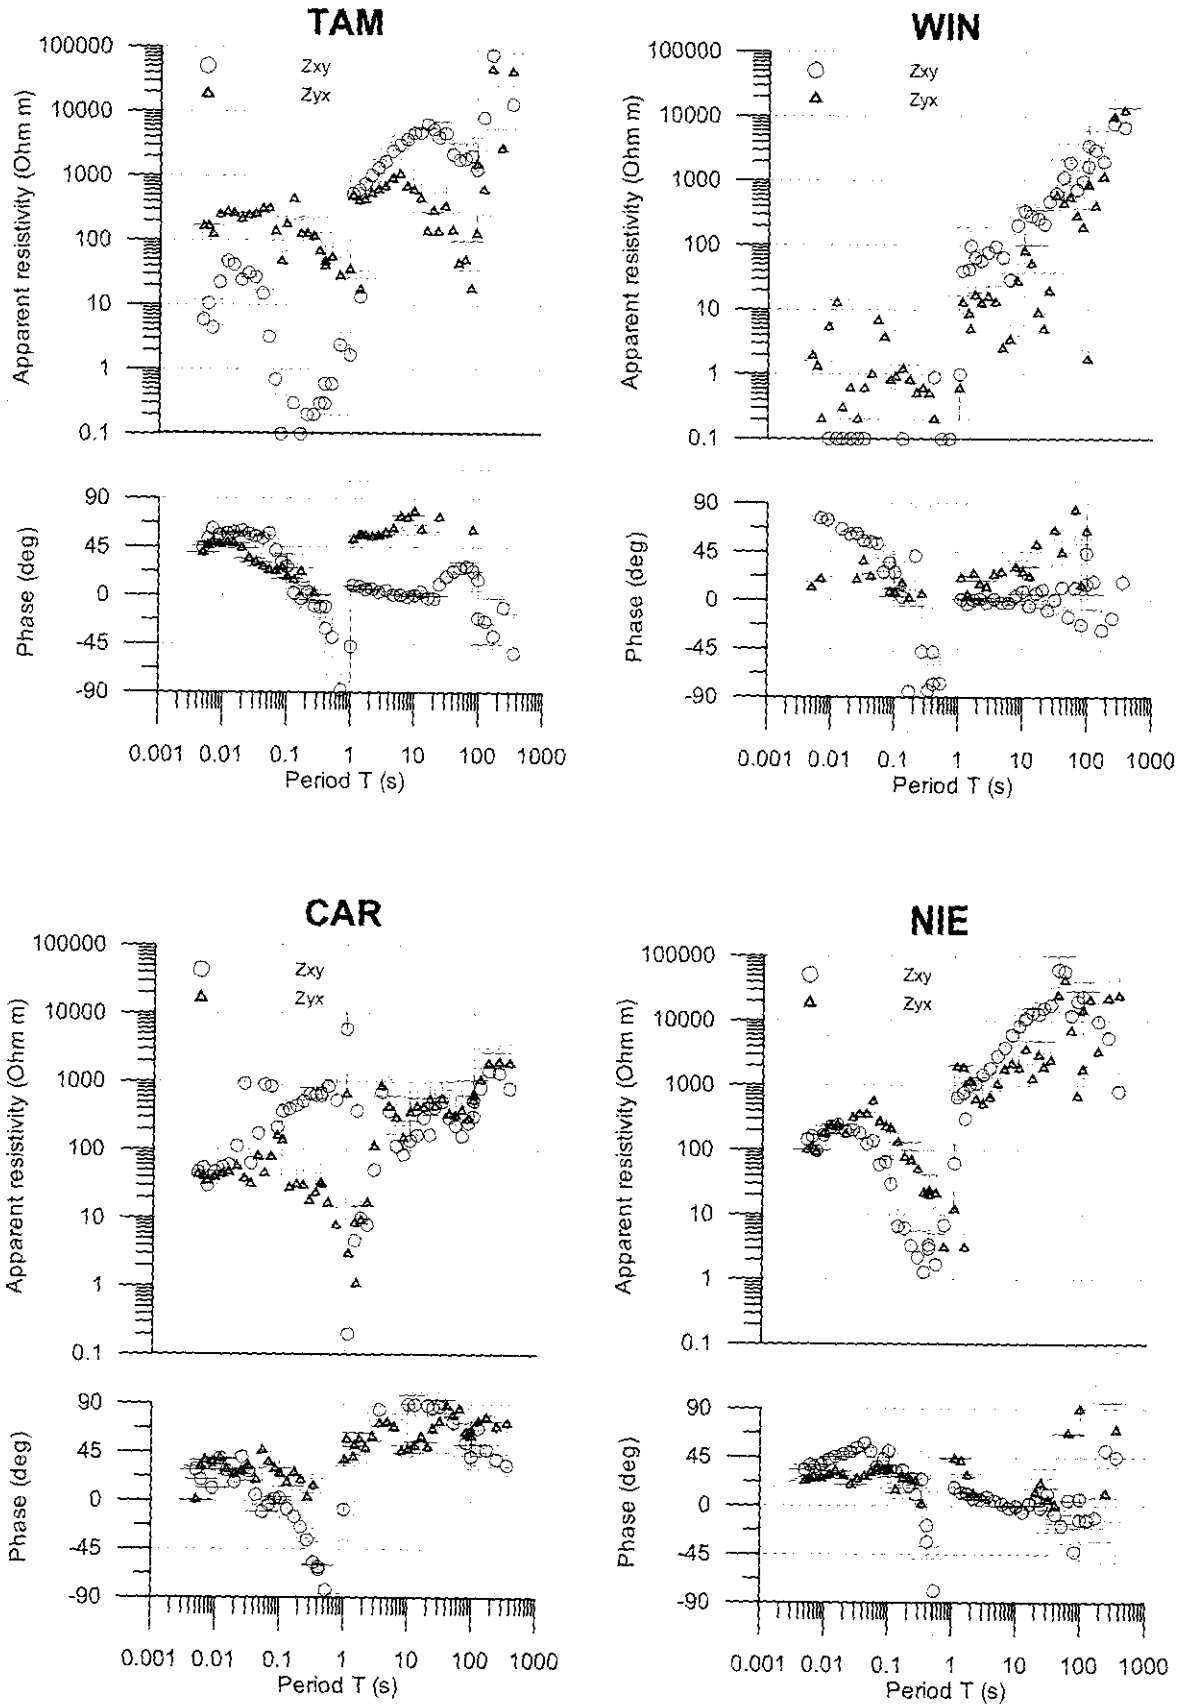 TAM
100000
10000
1000
100
10
1
0.1
Apparent resistivity (Ohm m)
Zxy
Zyx
90
45
0
-45
-90
Phase (deg)
0.001 0.01 0.1 1 10 100 1000
Period T (s)
WIN
100000
10000
1000
100
10
1
0.1
Apparent resistivity (Ohm m)
Zxy
Zyx
90
45
0
-45
-90
Phase (deg)
0.001 0.01 0.1 1 10 100 1000
Period T (s)
CAR
100000
10000
1000
100
10
1
0.1
Apparent resistivity (Ohm m)
Zxy
Zyx
90
45
0
-45
-90
Phase (deg)
0.001 0.01 0.1 1 10 100 1000
Period T (s)
NIE
100000
10000
1000
100
10
1
0.1
Apparent resistivity (Ohm m)
Zxy
Zyx
90
45
0
-45
-90
Phase (deg)
0.001 0.01 0.1 1 10 100 1000
Period T (s)